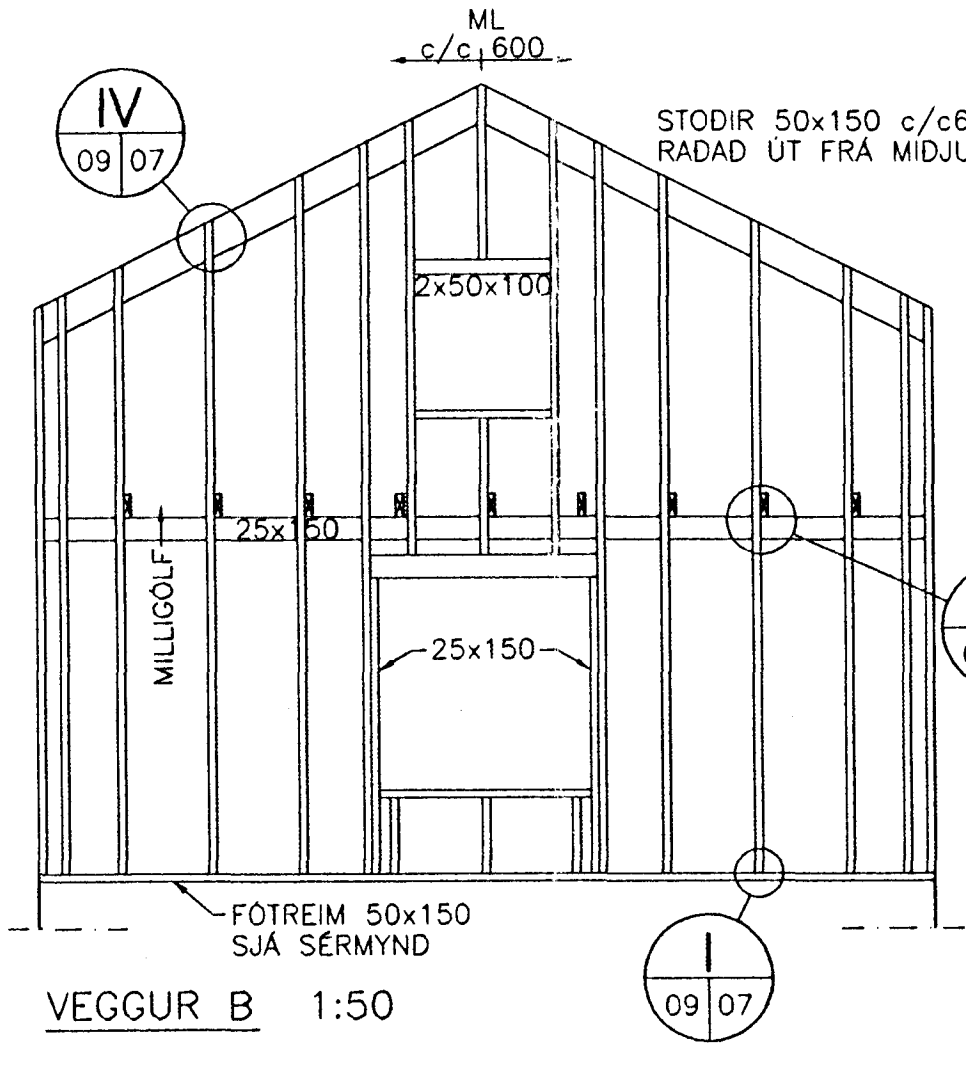 ML
c/c 600
IV
09 07
STODIR 50x150 c/c6
RADAD ÚT FRÁ MIDJU
2x50x100
25x150
MILLIGÓLF
25x150
FÓTREIM 50x150
SJÁ SÉRMYND
I
09 07
VEGGUR B 1:50